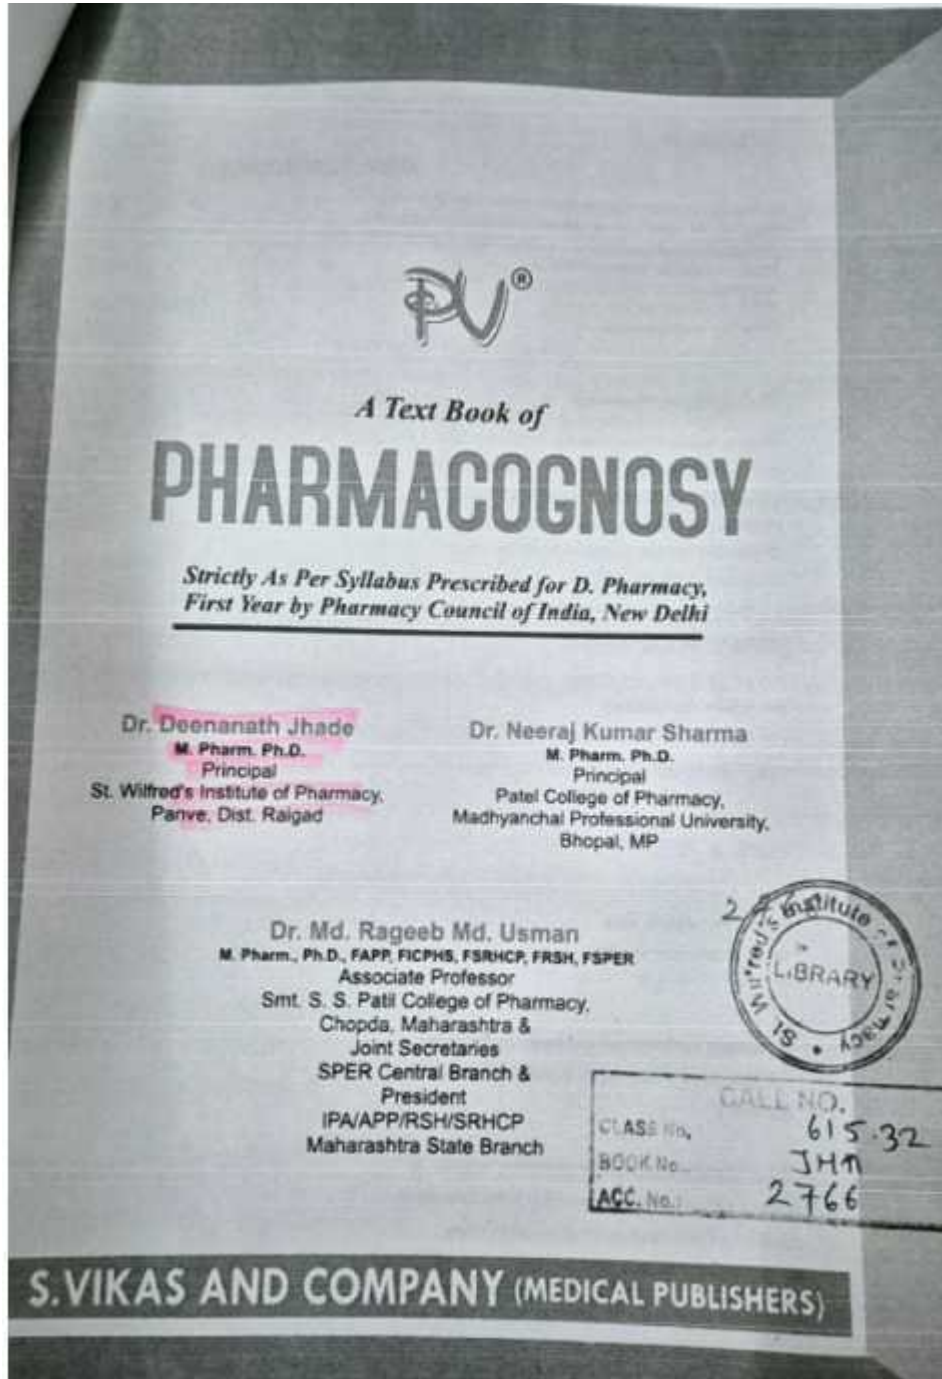 PV®
A Text Book of
PHARMACOGNOSY
Strictly As Per Syllabus Prescribed for D. Pharmacy,
First Year by Pharmacy Council of India, New Delhi
Dr. Deenanath Jhade
M. Pharm. Ph.D.
Principal
St. Wilfred's Institute of Pharmacy,
Panve, Dist. Raigad
Dr. Neeraj Kumar Sharma
M. Pharm. Ph.D.
Principal
Patel College of Pharmacy,
Madhyanchal Professional University,
Bhopal, MP
Dr. Md. Rageeb Md. Usman
M. Pharm., Ph.D., FAPP, FICPHS, FSRHCP, FRSH, FSPER
Associate Professor
Smt. S. S. Patil College of Pharmacy,
Chopda, Maharashtra &
Joint Secretaries
SPER Central Branch &
President
IPA/APP/RSH/SRHCP
Maharashtra State Branch
St. Wilfred's Institute of Pharmacy
LIBRARY
CALL NO.
CLASS No. 615.32
BOOK No.
ACC. No.: 2766
S.VIKAS AND COMPANY (MEDICAL PUBLISHERS)